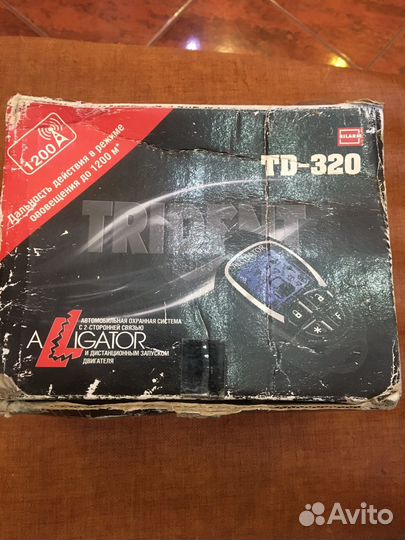 1200 А
Дальность действия в режиме
оповещения до 1200 м*
BILARM
TD-320
TRIDENT
АВТОМОБИЛЬНАЯ ОХРАННАЯ СИСТЕМА
С 2-СТОРОННЕЙ СВЯЗЬЮ
ALLIGATOR
И ДИСТАНЦИОННЫМ ЗАПУСКОМ
ДВИГАТЕЛЯ
F
Avito